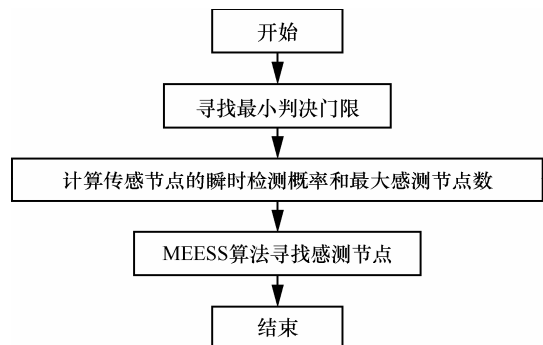 开始
寻找最小判决门限
计算传感节点的瞬时检测概率和最大感测节点数
MEESS算法寻找感测节点
结束